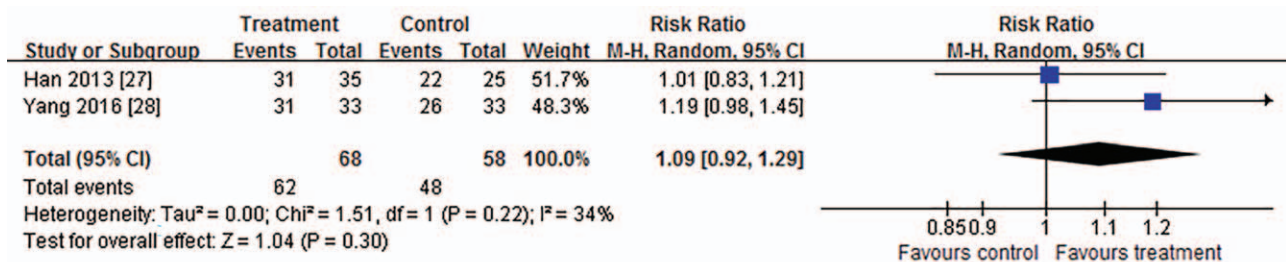 Treatment Control Risk Ratio Risk Ratio
Study or Subgroup Events Total Events Total Weight M-H, Random, 95% CI M-H, Random, 95% CI
Han 2013 [27] 31 35 22 25 51.7% 1.01 [0.83, 1.21]
Yang 2016 [28] 31 33 26 33 48.3% 1.19 [0.98, 1.45]
Total (95% CI) 68 58 100.0% 1.09 [0.92, 1.29]
Total events 62 48
Heterogeneity: Tau² = 0.00; Chi² = 1.51, df = 1 (P = 0.22); I² = 34%
Test for overall effect: Z = 1.04 (P = 0.30)
0.85 0.9 1 1.1 1.2
Favours control Favours treatment